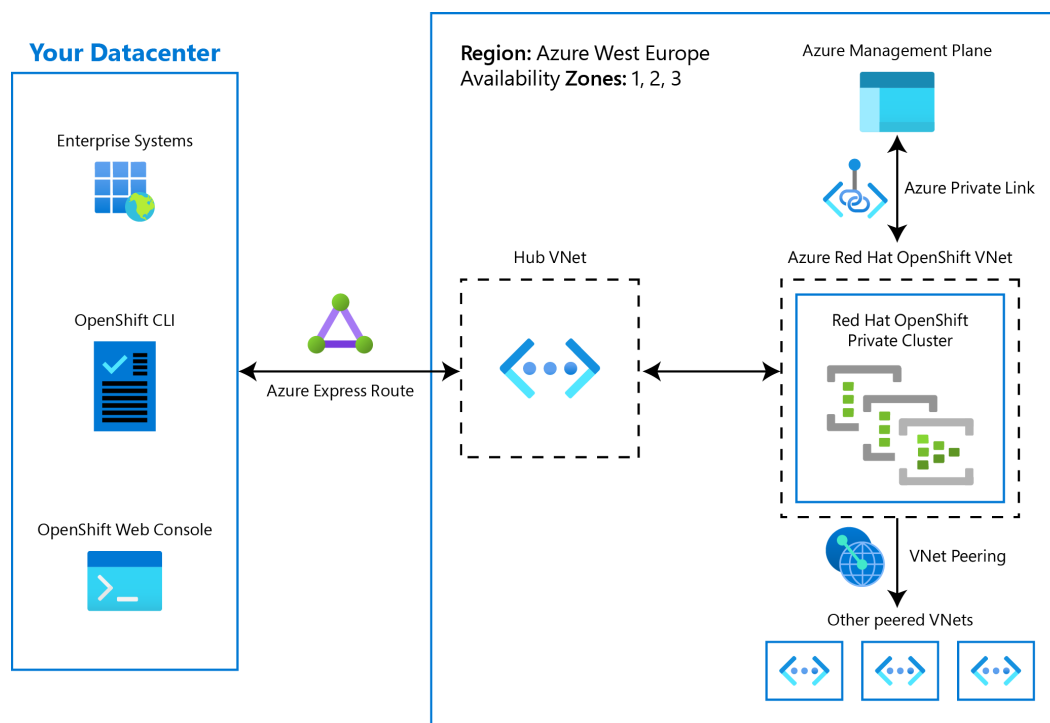 Your Datacenter
Enterprise Systems
OpenShift CLI
OpenShift Web Console
Azure Express Route
Region: Azure West Europe
Availability Zones: 1, 2, 3
Hub VNet
Azure Management Plane
Azure Private Link
Azure Red Hat OpenShift VNet
Red Hat OpenShift
Private Cluster
VNet Peering
Other peered VNets